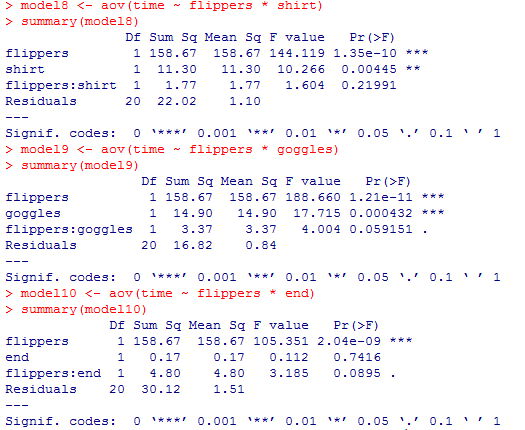 > model8 <- aov(time ~ flippers * shirt)
> summary(model8)
               Df Sum Sq Mean Sq F value   Pr(>F)    
flippers        1 158.67  158.67 144.119 1.35e-10 ***
shirt           1  11.30   11.30  10.266  0.00445 ** 
flippers:shirt  1   1.77    1.77   1.604  0.21991    
Residuals      20  22.02    1.10                     
---
Signif. codes:  0 ‘***’ 0.001 ‘**’ 0.01 ‘*’ 0.05 ‘.’ 0.1 ‘ ’ 1
> model9 <- aov(time ~ flippers * goggles)
> summary(model9)
                 Df Sum Sq Mean Sq F value   Pr(>F)    
flippers          1 158.67  158.67 188.660 1.21e-11 ***
goggles           1  14.90   14.90  17.715 0.000432 ***
flippers:goggles  1   3.37    3.37   4.004 0.059151 .  
Residuals        20  16.82    0.84                     
---
Signif. codes:  0 ‘***’ 0.001 ‘**’ 0.01 ‘*’ 0.05 ‘.’ 0.1 ‘ ’ 1
> model10 <- aov(time ~ flippers * end)
> summary(model10)
             Df Sum Sq Mean Sq F value   Pr(>F)    
flippers      1 158.67  158.67 105.351 2.04e-09 ***
end           1   0.17    0.17   0.112   0.7416    
flippers:end  1   4.80    4.80   3.185   0.0895 .  
Residuals    20  30.12    1.51                     
---
Signif. codes:  0 ‘***’ 0.001 ‘**’ 0.01 ‘*’ 0.05 ‘.’ 0.1 ‘ ’ 1